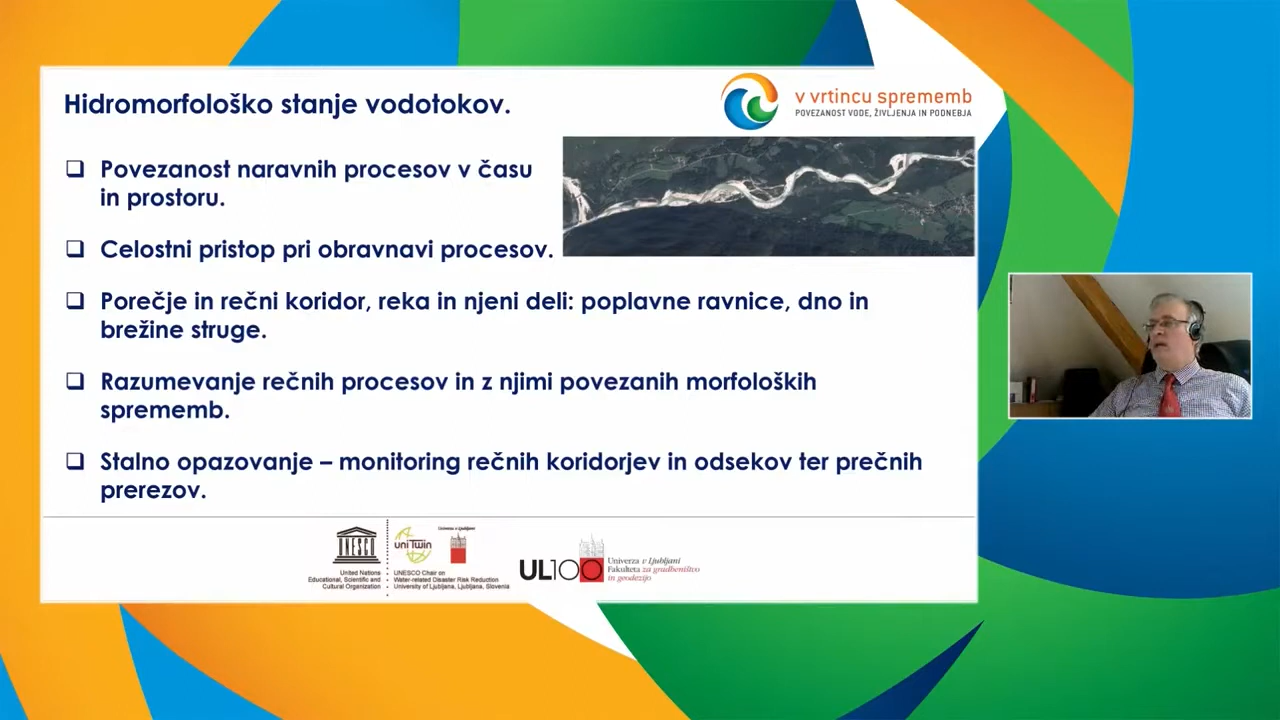 Hidromorfološko stanje vodotokov.
v vrtincu sprememb
POVEZANOST VODE, ŽIVLJENJA IN PODNEBJA
❑ Povezanost naravnih procesov v času
in prostoru.
❑ Celostni pristop pri obravnavi procesov.
❑ Porečje in rečni koridor, reka in njeni deli: poplavne ravnice, dno in
brežine struge.
❑ Razumevanje rečnih procesov in z njimi povezanih morfoloških
sprememb.
❑ Stalno opazovanje – monitoring rečnih koridorjev in odsekov ter prečnih
prerezov.
UNESCO
United Nations
Educational, Scientific and
Cultural Organization
uniTwin
Univerza v Ljubljani
UNESCO Chair on
Water-related Disaster Risk Reduction
University of Ljubljana, Ljubljana, Slovenia
UL100
Univerza v Ljubljani
Fakulteta za gradbeništvo
in geodezijo